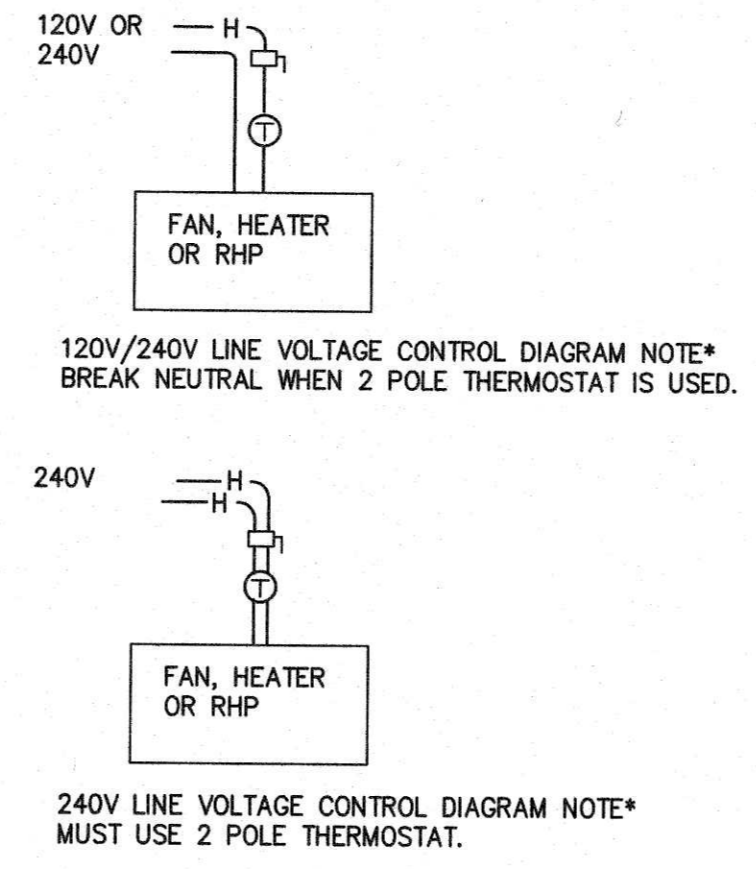 120V OR
240V
H
T
FAN, HEATER
OR RHP
120V/240V LINE VOLTAGE CONTROL DIAGRAM NOTE*
BREAK NEUTRAL WHEN 2 POLE THERMOSTAT IS USED.
240V
H
H
T
FAN, HEATER
OR RHP
240V LINE VOLTAGE CONTROL DIAGRAM NOTE*
MUST USE 2 POLE THERMOSTAT.